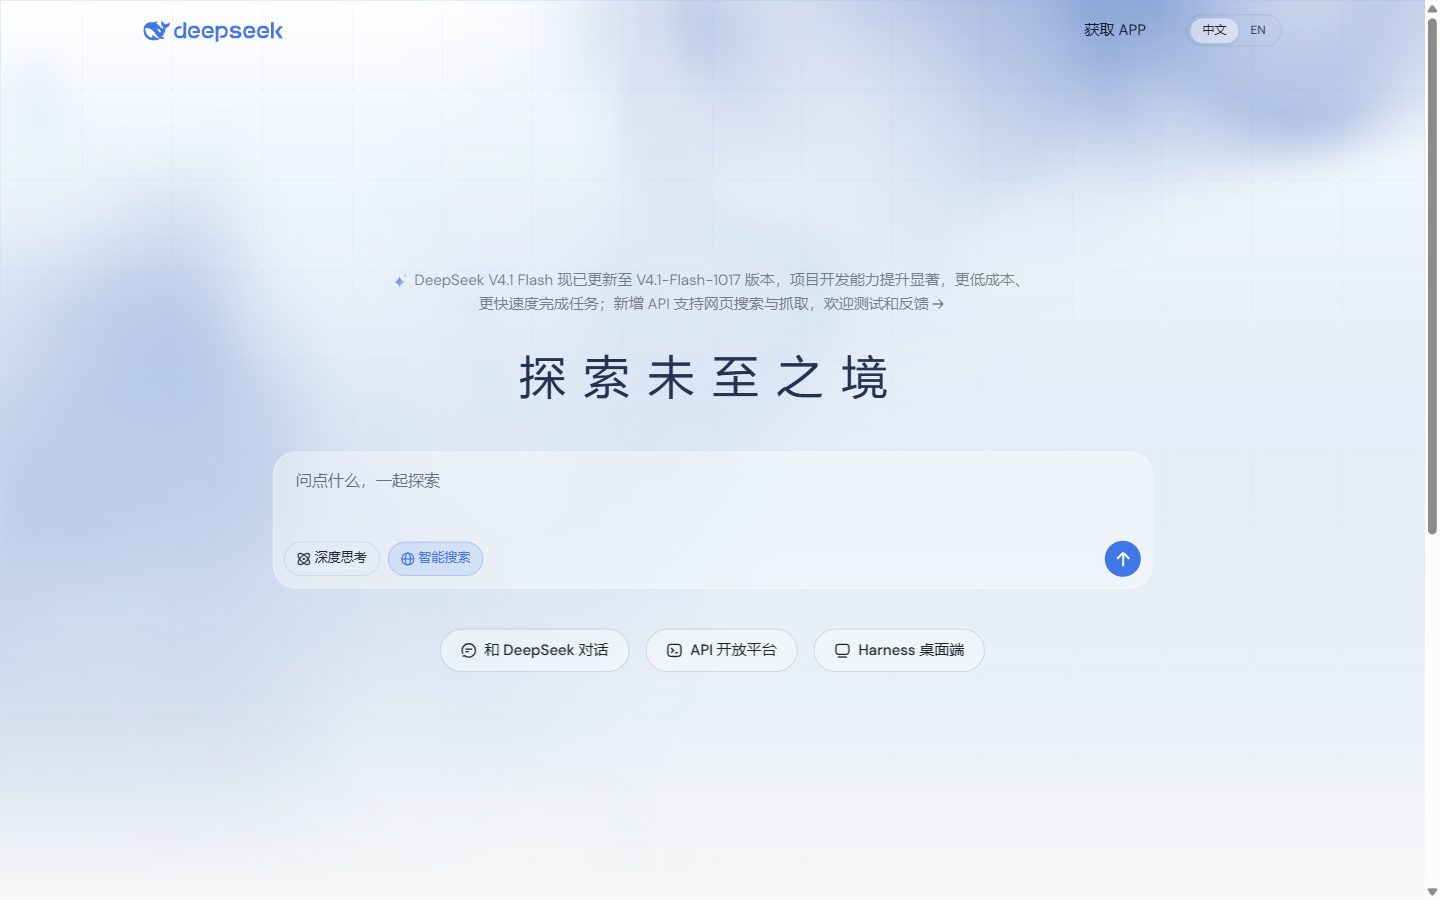 deepseek
获取 APP
中文
EN
DeepSeek V4.1 Flash 现已更新至 V4.1-Flash-1017 版本，项目开发能力提升显著，更低成本、
更快速度完成任务；新增 API 支持网页搜索与抓取，欢迎测试和反馈→
探索未至之境
问点什么，一起探索
深度思考
智能搜索
和 DeepSeek 对话
API 开放平台
Harness 桌面端